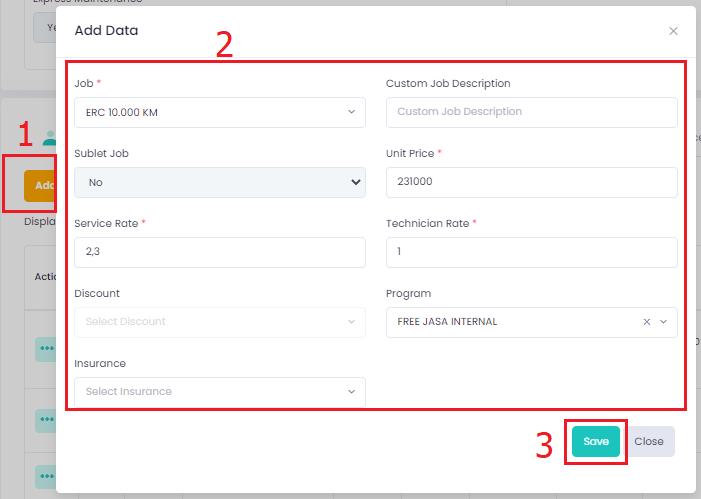 Express Maintenance
Ye
Add Data
2
Job *
Custom Job Description
ERC 10.000 KM
Custom Job Description
1
Sublet Job
Unit Price *
Add
No
231000
Displa
Service Rate *
Technician Rate *
2,3
1
Actio
Discount
Program
Select Discount
FREE JASA INTERNAL
Insurance
Select Insurance
3
Save
Close